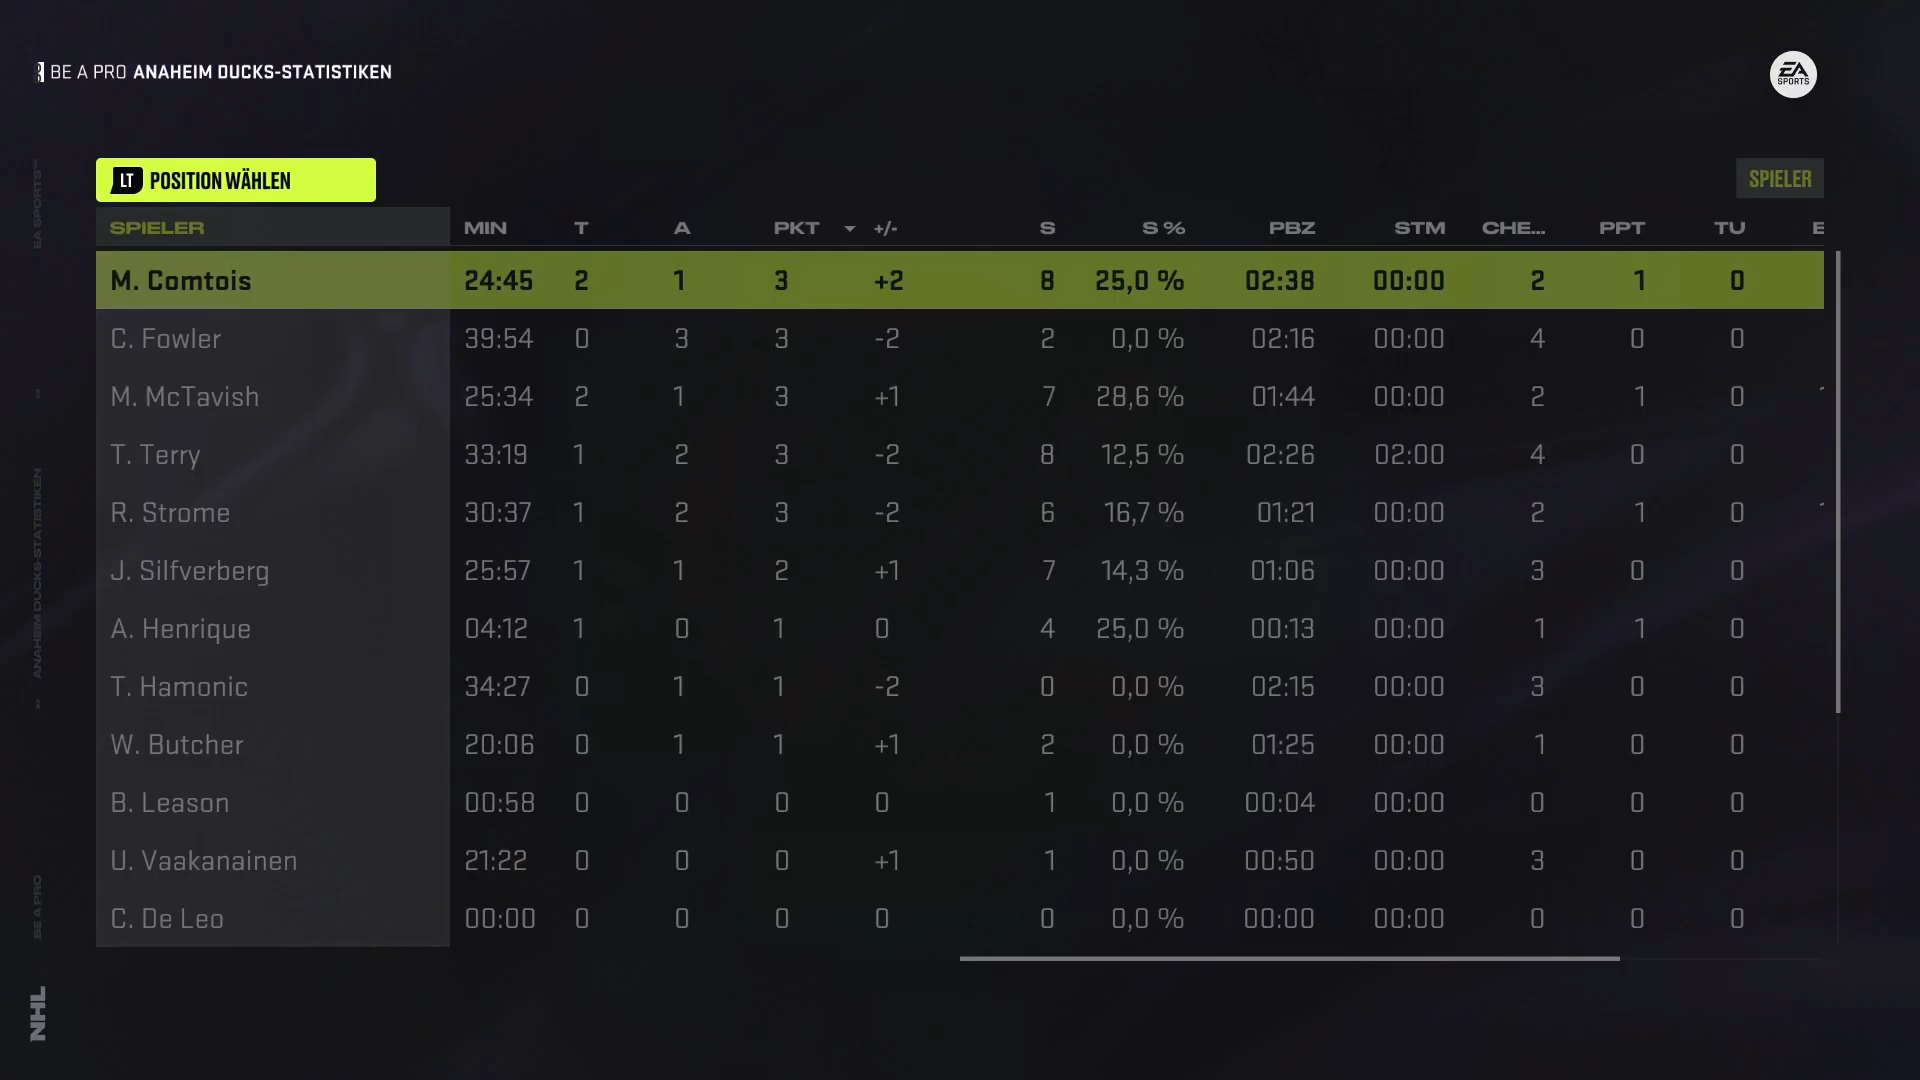 BE A PRO ANAHEIM DUCKS-STATISTIKEN
EA SPORTS
LT POSITION WÄHLEN
SPIELER
SPIELER MIN T A PKT +/- S S % PBZ STM CHE... PPT TU E
M. Comtois 24:45 2 1 3 +2 8 25,0 % 02:38 00:00 2 1 0
C. Fowler 39:54 0 3 3 -2 2 0,0 % 02:16 00:00 4 0 0
M. McTavish 25:34 2 1 3 +1 7 28,6 % 01:44 00:00 2 1 0
T. Terry 33:19 1 2 3 -2 8 12,5 % 02:26 02:00 4 0 0
R. Strome 30:37 1 2 3 -2 6 16,7 % 01:21 00:00 2 1 0
J. Silfverberg 25:57 1 1 2 +1 7 14,3 % 01:06 00:00 3 0 0
A. Henrique 04:12 1 0 1 0 4 25,0 % 00:13 00:00 1 1 0
T. Hamonic 34:27 0 1 1 -2 0 0,0 % 02:15 00:00 3 0 0
W. Butcher 20:06 0 1 1 +1 2 0,0 % 01:25 00:00 1 0 0
B. Leason 00:58 0 0 0 0 1 0,0 % 00:04 00:00 0 0 0
U. Vaakanainen 21:22 0 0 0 +1 1 0,0 % 00:50 00:00 3 0 0
C. De Leo 00:00 0 0 0 0 0 0,0 % 00:00 00:00 0 0 0
NHL BE A PRO » ANAHEIM DUCKS-STATISTIKEN » EA SPORTS™